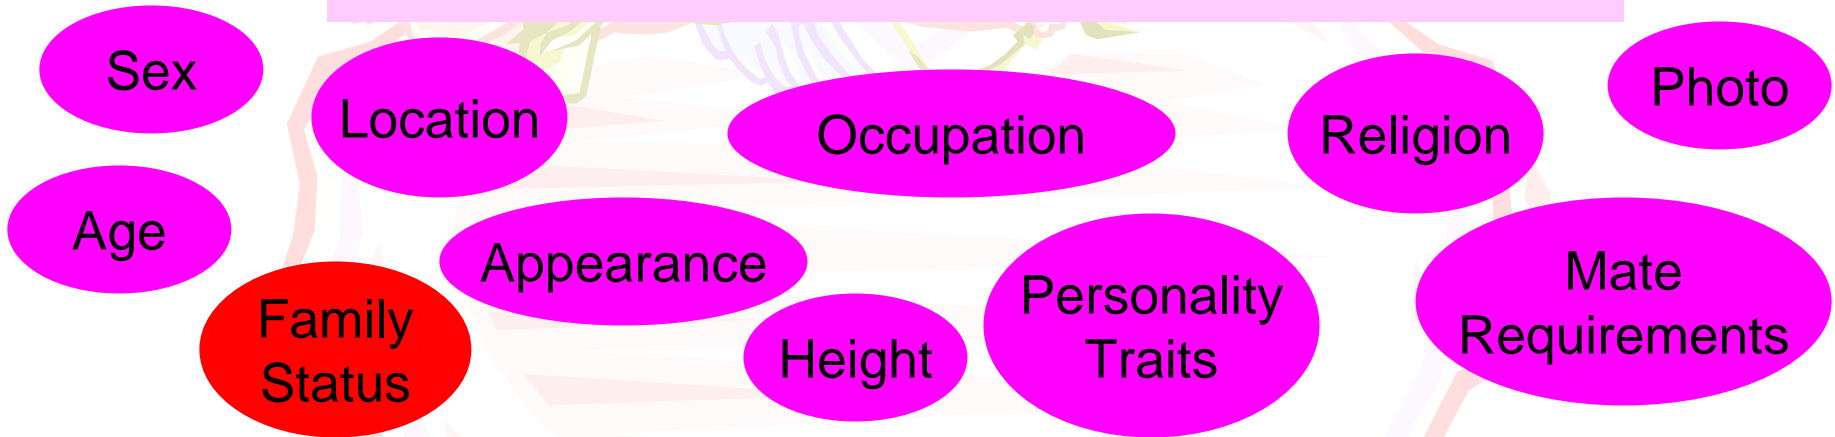 Sex
Location
Occupation
Religion
Photo
Age
Appearance
Family
Status
Height
Personality
Traits
Mate
Requirements